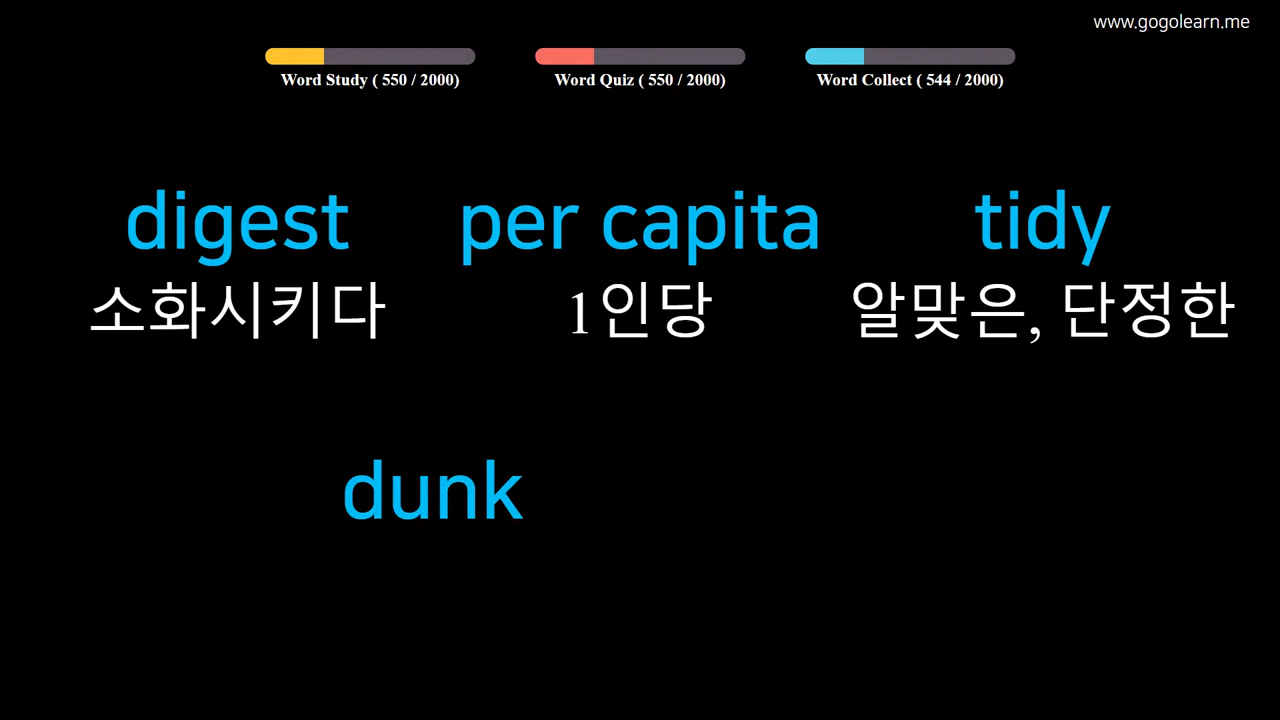 www.gogolearn.me
Word Study ( 550 / 2000)
Word Quiz ( 550 / 2000)
Word Collect ( 544 / 2000)
digest
per capita
tidy
소화시키다
1인당
알맞은, 단정한
dunk